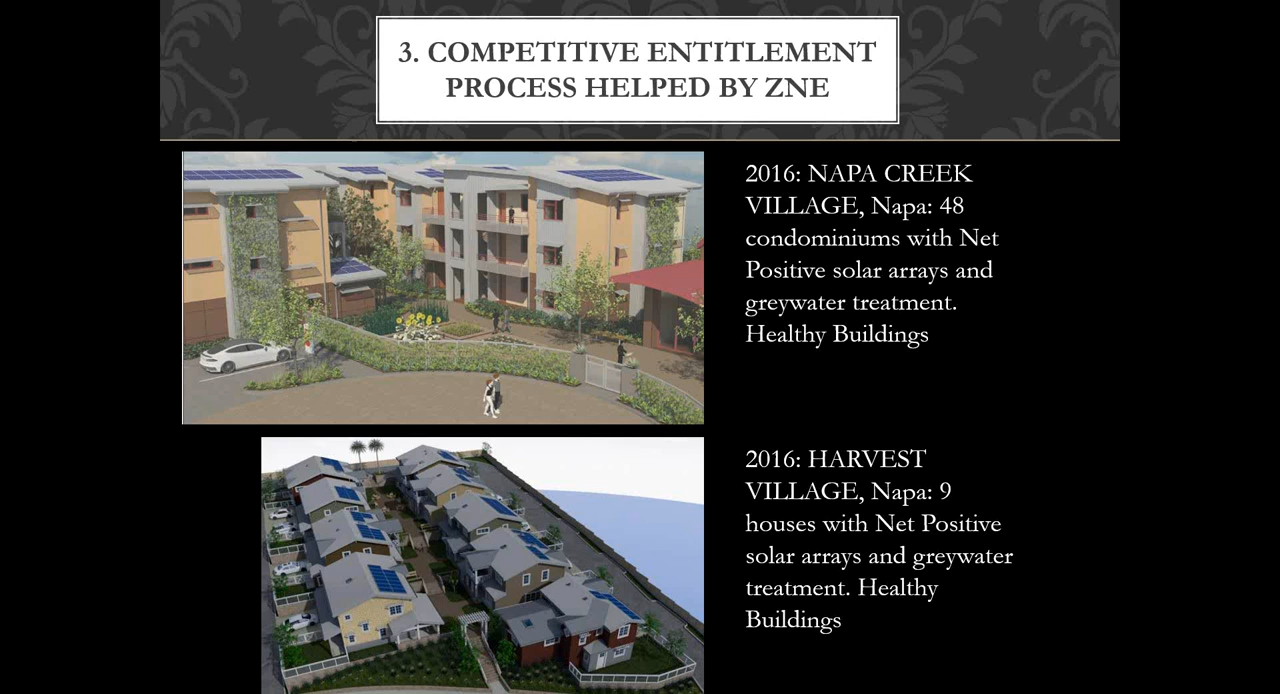 3. COMPETITIVE ENTITLEMENT
PROCESS HELPED BY ZNE
2016: NAPA CREEK
VILLAGE, Napa: 48
condominiums with Net
Positive solar arrays and
greywater treatment.
Healthy Buildings
2016: HARVEST
VILLAGE, Napa: 9
houses with Net Positive
solar arrays and greywater
treatment. Healthy
Buildings